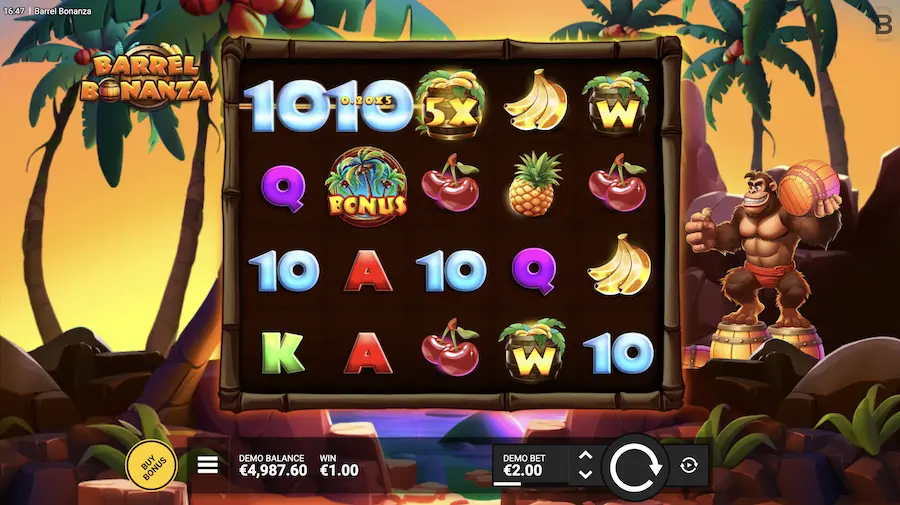 16:47 | Barrel Bonanza
B
BARREL
BONANZA
10 10 5X W
0.20X5
Q BONUS
10 A 10 Q
K A W 10
BUY
BONUS
DEMO BALANCE WIN DEMO BET
€4,987.60 €1.00 €2.00